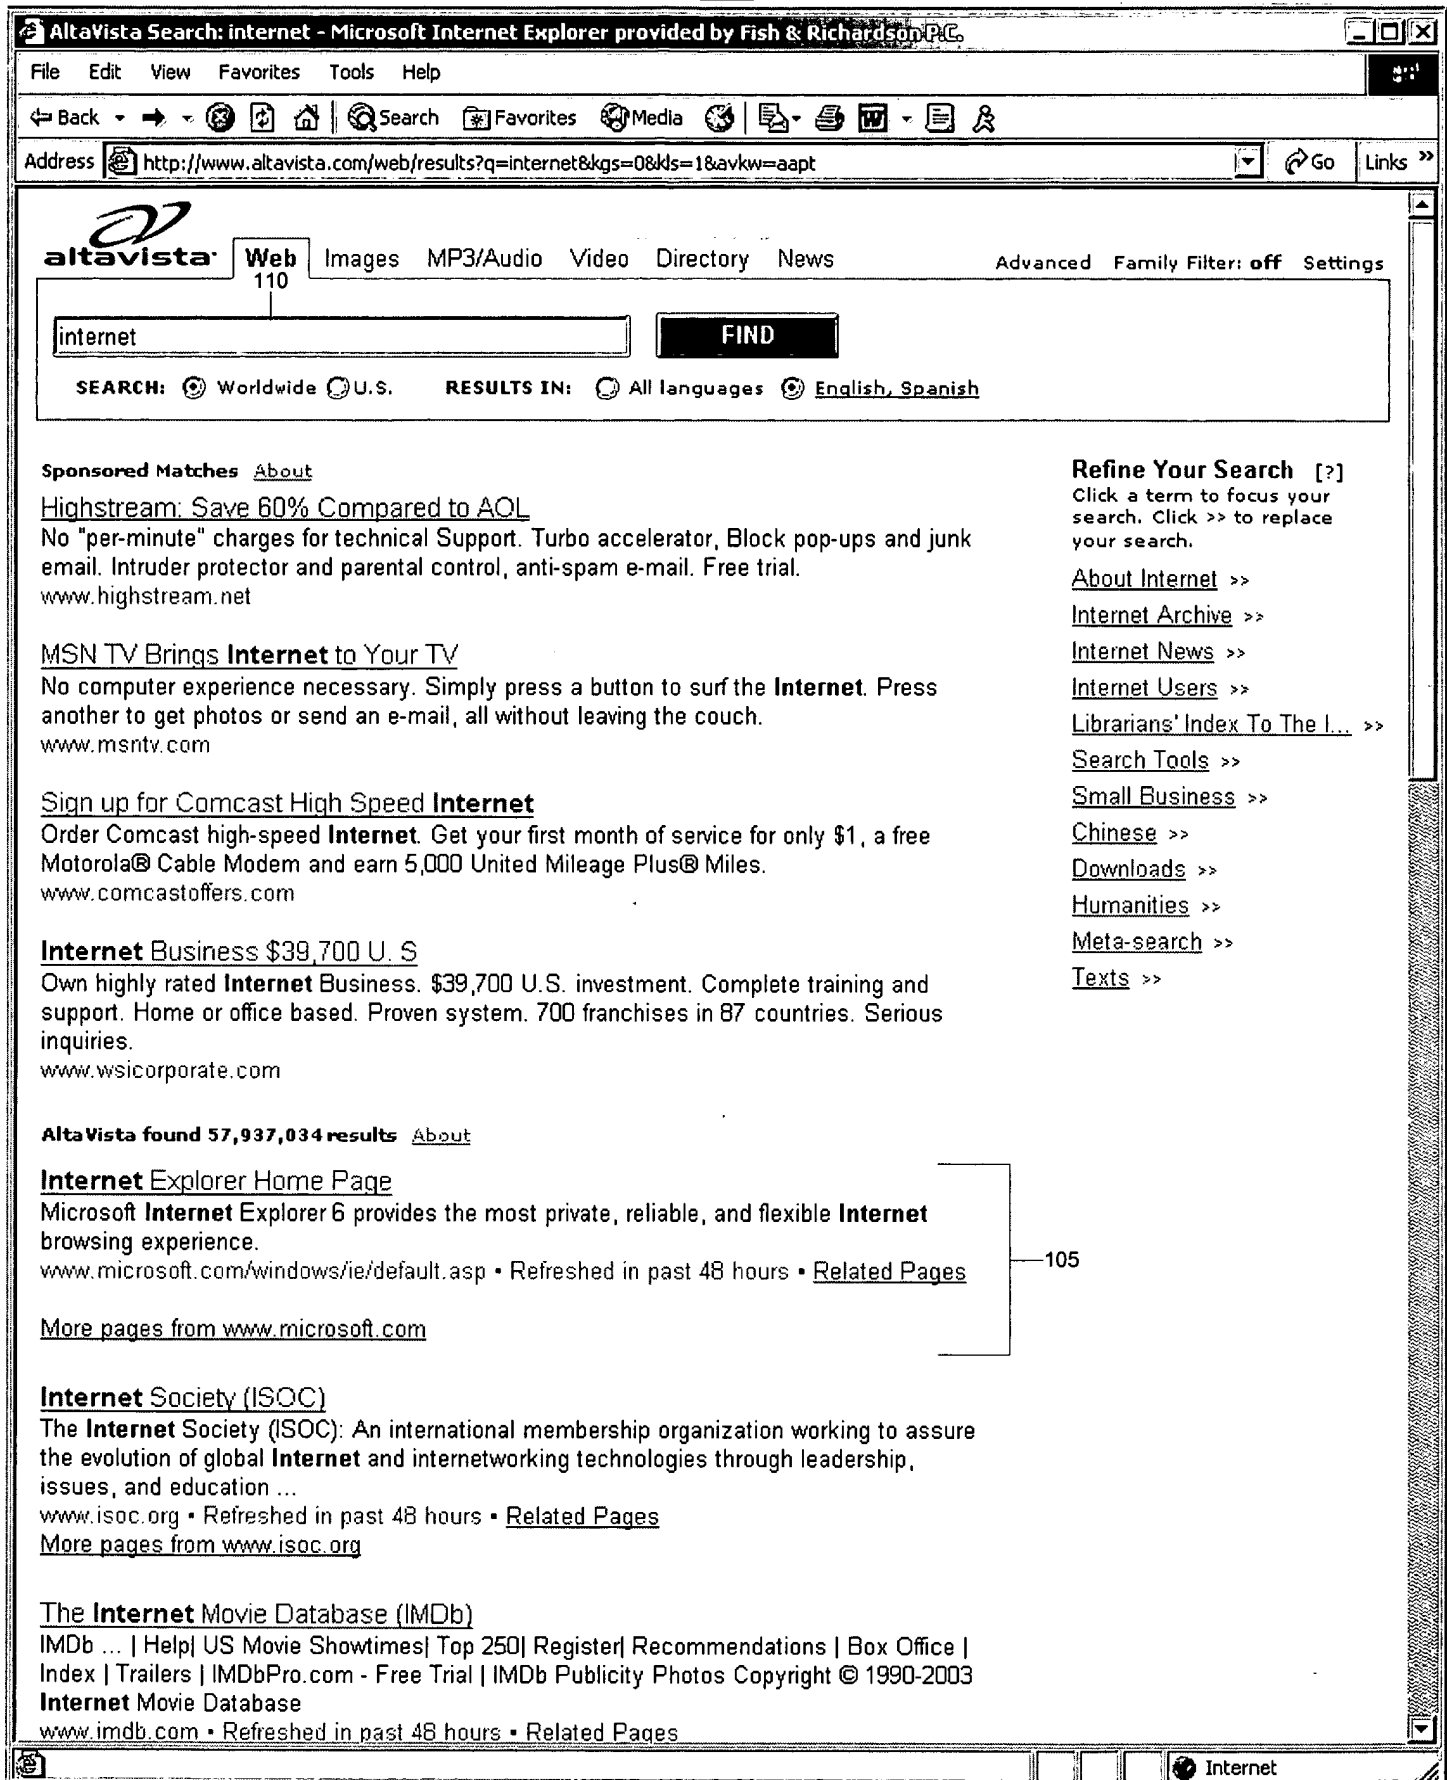 AltaVista Search: internet - Microsoft Internet Explorer provided by Fish & Richardson P.C.
File Edit View Favorites Tools Help
Back Search Favorites Media
Address http://www.altavista.com/web/results?q=internet&kgs=0&kls=1&avkw=aapt Go Links »
altavista Web Images MP3/Audio Video Directory News Advanced Family Filter: off Settings
110
internet FIND
SEARCH: Worldwide U.S. RESULTS IN: All languages English, Spanish
Sponsored Matches About
Highstream: Save 60% Compared to AOL
No "per-minute" charges for technical Support. Turbo accelerator, Block pop-ups and junk
email. Intruder protector and parental control, anti-spam e-mail. Free trial.
www.highstream.net
MSN TV Brings Internet to Your TV
No computer experience necessary. Simply press a button to surf the Internet. Press
another to get photos or send an e-mail, all without leaving the couch.
www.msntv.com
Sign up for Comcast High Speed Internet
Order Comcast high-speed Internet. Get your first month of service for only $1, a free
Motorola® Cable Modem and earn 5,000 United Mileage Plus® Miles.
www.comcastoffers.com
Internet Business $39,700 U. S
Own highly rated Internet Business. $39,700 U.S. investment. Complete training and
support. Home or office based. Proven system. 700 franchises in 87 countries. Serious
inquiries.
www.wsicorporate.com
Refine Your Search [?]
Click a term to focus your
search. Click >> to replace
your search.
About Internet >>
Internet Archive >>
Internet News >>
Internet Users >>
Librarians' Index To The I... >>
Search Tools >>
Small Business >>
Chinese >>
Downloads >>
Humanities >>
Meta-search >>
Texts >>
AltaVista found 57,937,034 results About
Internet Explorer Home Page
Microsoft Internet Explorer 6 provides the most private, reliable, and flexible Internet
browsing experience.
www.microsoft.com/windows/ie/default.asp • Refreshed in past 48 hours • Related Pages
105
More pages from www.microsoft.com
Internet Society (ISOC)
The Internet Society (ISOC): An international membership organization working to assure
the evolution of global Internet and internetworking technologies through leadership,
issues, and education ...
www.isoc.org • Refreshed in past 48 hours • Related Pages
More pages from www.isoc.org
The Internet Movie Database (IMDb)
IMDb ... | Help| US Movie Showtimes| Top 250| Register| Recommendations | Box Office |
Index | Trailers | IMDbPro.com - Free Trial | IMDb Publicity Photos Copyright © 1990-2003
Internet Movie Database
www.imdb.com • Refreshed in past 48 hours • Related Pages
Internet